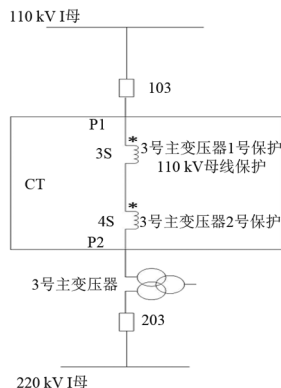 110 kV I母
103
P1
*
3S
3号主变压器1号保护
110 kV母线保护
CT
*
4S
3号主变压器2号保护
P2
3号主变压器
203
220 kV I母